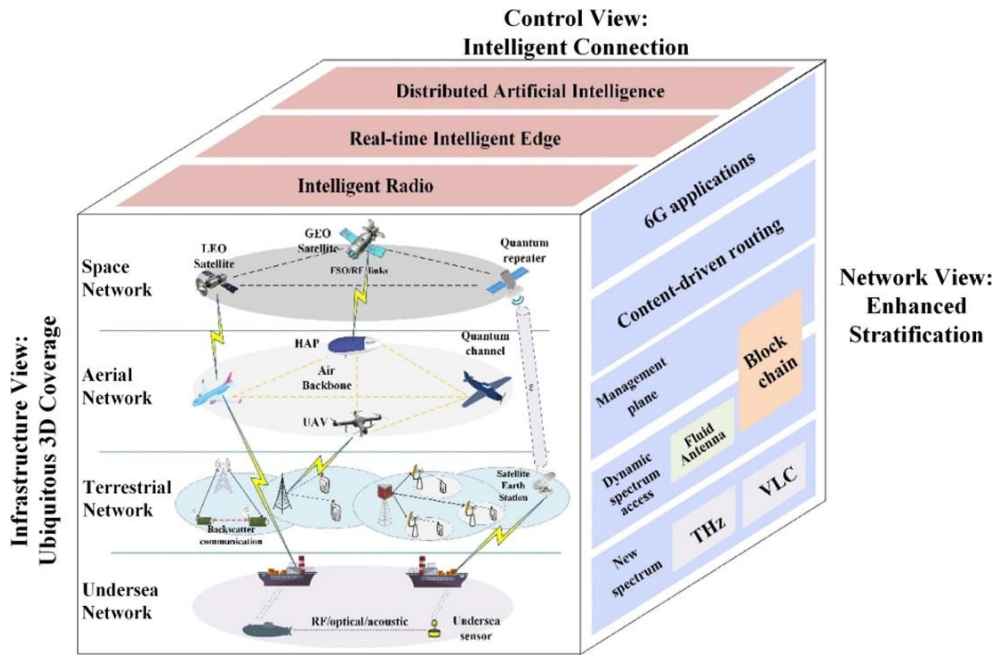 Control View:
Intelligent Connection
Distributed Artificial Intelligence
Real-time Intelligent Edge
Intelligent Radio
Infrastructure View:
Ubiquitous 3D Coverage
Space
Network
LEO
Satellite
GEO
Satellite
FSO/RF links
Quantum
repeater
Aerial Network
HAP
Air
Backbone
UAV
Quantum
channel
Terrestrial
Network
Backscatter
communication
Satellite
Earth
Station
Undersea
Network
RF/optical/acoustic
Undersea
sensor
6G applications
Content-driven routing
Management
plane
Block
chain
Dynamic
spectrum
access
Fluid
Antenna
New
spectrum
THz
VLC
Network View:
Enhanced
Stratification